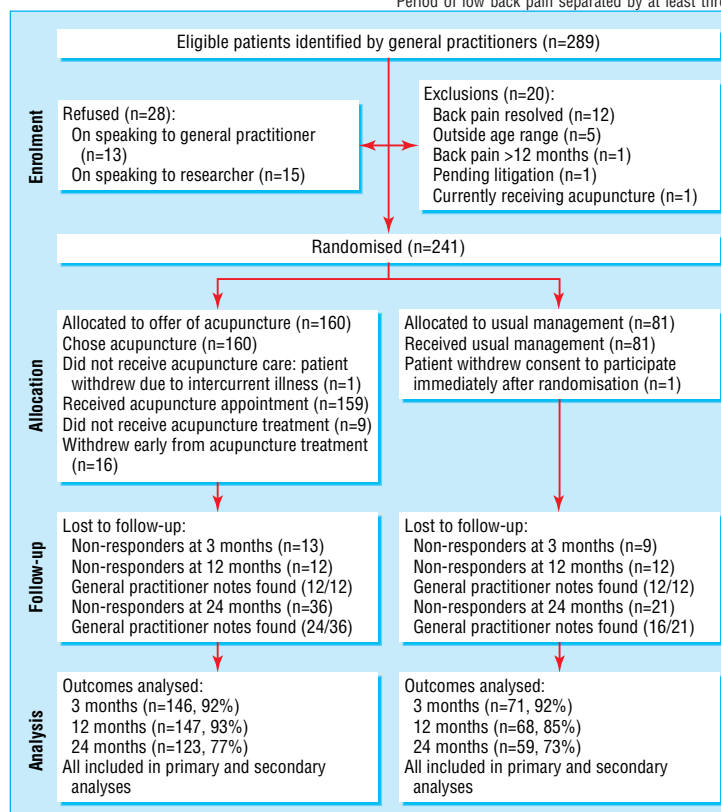 Period of low back pain separated by at least thre
Eligible patients identified by general practitioners (n=289)
Enrolment
Refused (n=28):
On speaking to general practitioner
(n=13)
On speaking to researcher (n=15)
Exclusions (n=20):
Back pain resolved (n=12)
Outside age range (n=5)
Back pain >12 months (n=1)
Pending litigation (n=1)
Currently receiving acupuncture (n=1)
Randomised (n=241)
Allocation
Allocated to offer of acupuncture (n=160)
Chose acupuncture (n=160)
Did not receive acupuncture care: patient
withdrew due to intercurrent illness (n=1)
Received acupuncture appointment (n=159)
Did not receive acupuncture treatment (n=9)
Withdrew early from acupuncture treatment
(n=16)
Allocated to usual management (n=81)
Received usual management (n=81)
Patient withdrew consent to participate
immediately after randomisation (n=1)
Follow-up
Lost to follow-up:
Non-responders at 3 months (n=13)
Non-responders at 12 months (n=12)
General practitioner notes found (12/12)
Non-responders at 24 months (n=36)
General practitioner notes found (24/36)
Lost to follow-up:
Non-responders at 3 months (n=9)
Non-responders at 12 months (n=12)
General practitioner notes found (12/12)
Non-responders at 24 months (n=21)
General practitioner notes found (16/21)
Analysis
Outcomes analysed:
3 months (n=146, 92%)
12 months (n=147, 93%)
24 months (n=123, 77%)
All included in primary and secondary
analyses
Outcomes analysed:
3 months (n=71, 92%)
12 months (n=68, 85%)
24 months (n=59, 73%)
All included in primary and secondary
analyses